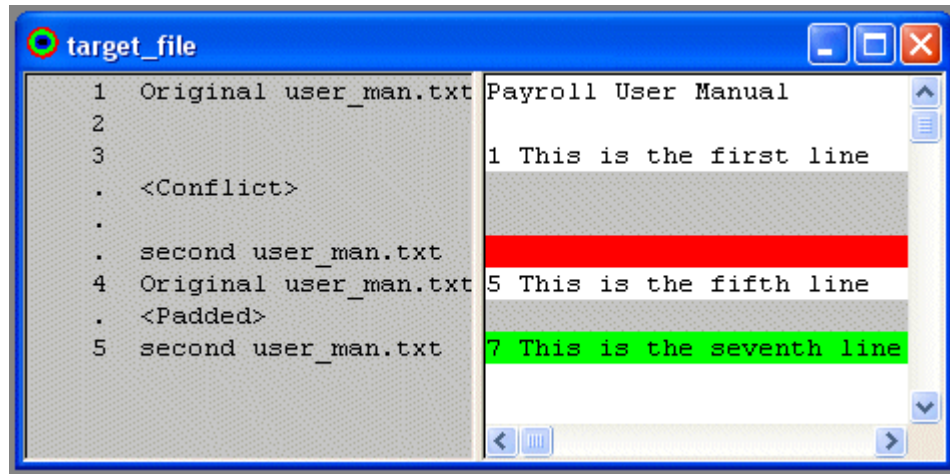 target_file
1 Original user_man.txt Payroll User Manual
2
3 1 This is the first line
. <Conflict>
.
. second user_man.txt
4 Original user_man.txt 5 This is the fifth line
. <Padded>
5 second user_man.txt 7 This is the seventh line